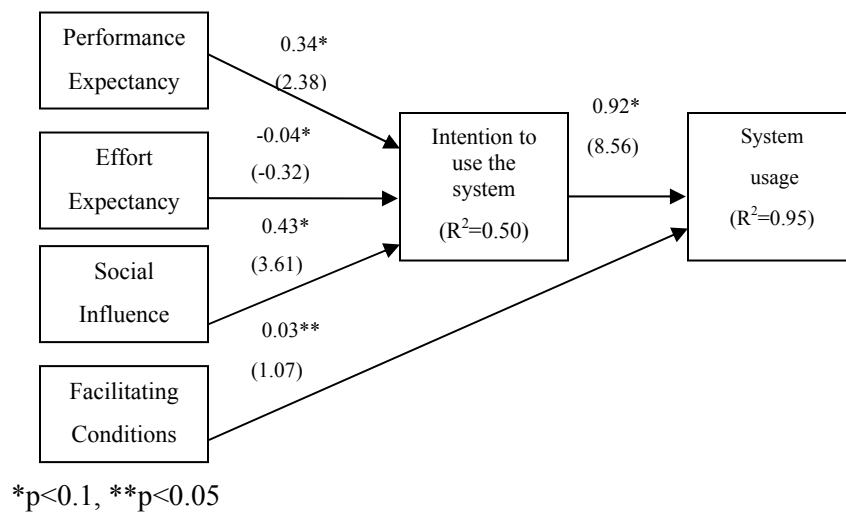 Performance
Expectancy
0.34*
(2.38)
Effort
Expectancy
-0.04*
(-0.32)
Social
Influence
0.43*
(3.61)
Facilitating
Conditions
0.03**
(1.07)
Intention to
use the
system
(R²=0.50)
0.92*
(8.56)
System
usage
(R²=0.95)
*p<0.1, **p<0.05